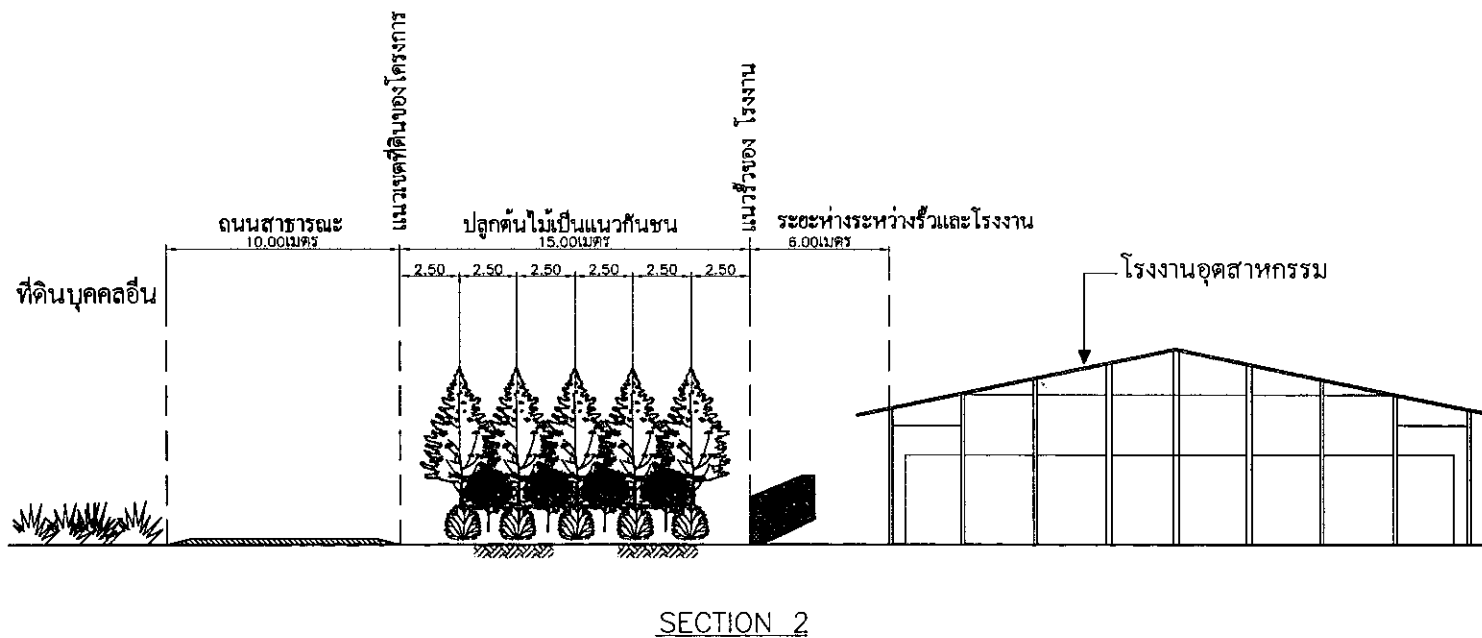 แนวเขตที่ดินของโครงการ
แนวรั้วของ โรงงาน
ถนนสาธารณะ
10.00เมตร
ปลูกต้นไม้เป็นแนวกันชน
15.00เมตร
ระยะห่างระหว่างรั้วและโรงงาน
6.00เมตร
2.50 2.50 2.50 2.50 2.50 2.50
ที่ดินบุคคลอื่น
โรงงานอุตสาหกรรม
SECTION 2